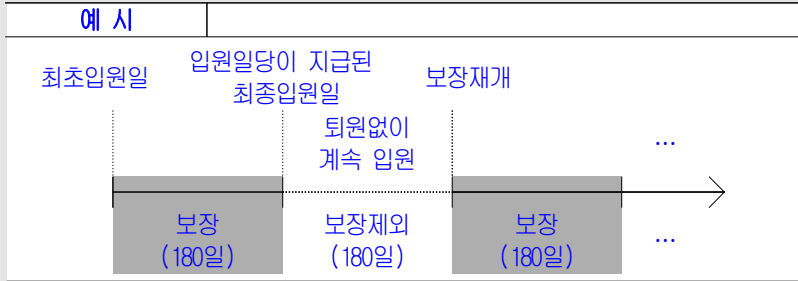 예 시
최초입원일
입원일당이 지급된
최종입원일
보장재개
퇴원없이
계속 입원
...
보장
(180일)
보장제외
(180일)
보장
(180일)
...